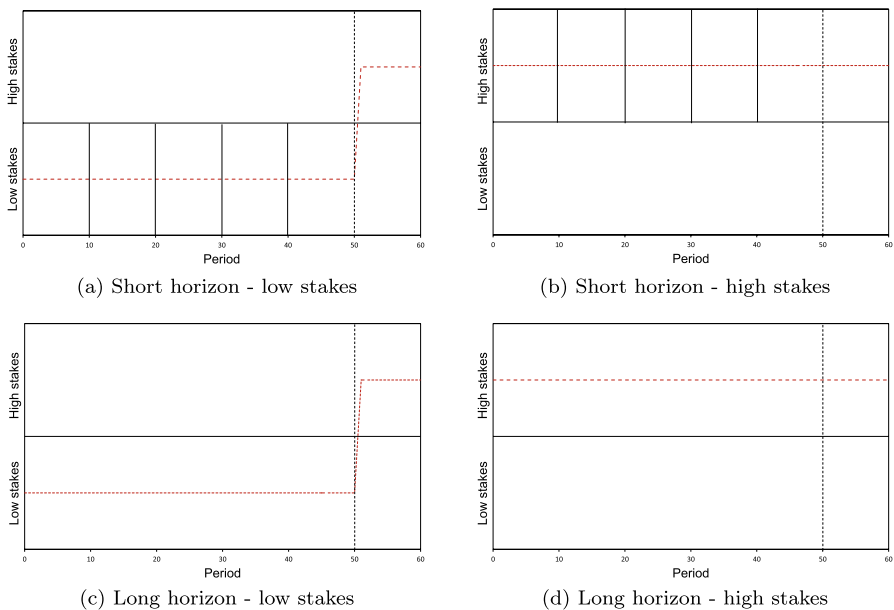 High stakes
Low stakes
0 10 20 30 40 50 60
Period
(a) Short horizon - low stakes
High stakes
Low stakes
0 10 20 30 40 50 60
Period
(b) Short horizon - high stakes
High stakes
Low stakes
0 10 20 30 40 50 60
Period
(c) Long horizon - low stakes
High stakes
Low stakes
0 10 20 30 40 50 60
Period
(d) Long horizon - high stakes